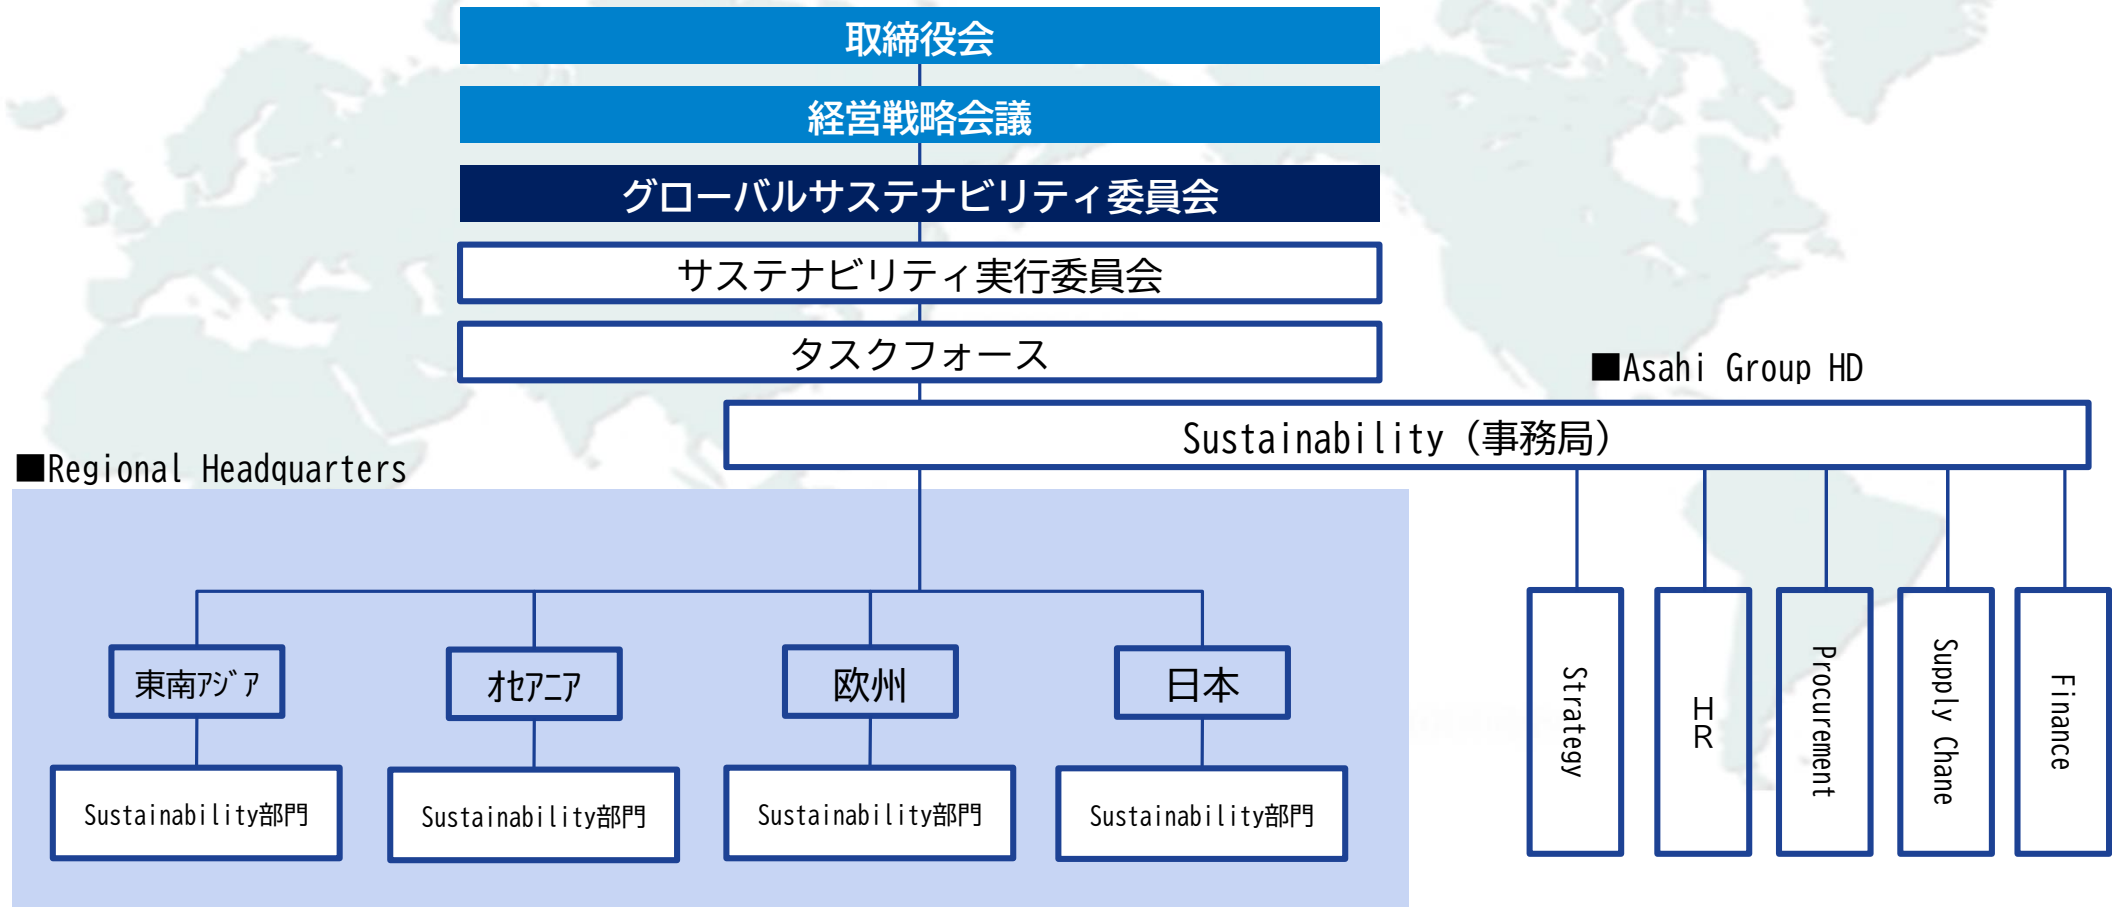 取締役会
経営戦略会議
グローバルサステナビリティ委員会
サステナビリティ実行委員会
タスクフォース
■Asahi Group HD
Sustainability（事務局）
■Regional Headquarters
東南ｱｼﾞｱ
ｵｾｱﾆｱ
欧州
日本
Sustainability部門
Sustainability部門
Sustainability部門
Sustainability部門
Strategy
HR
Procurement
Supply Chane
Finance